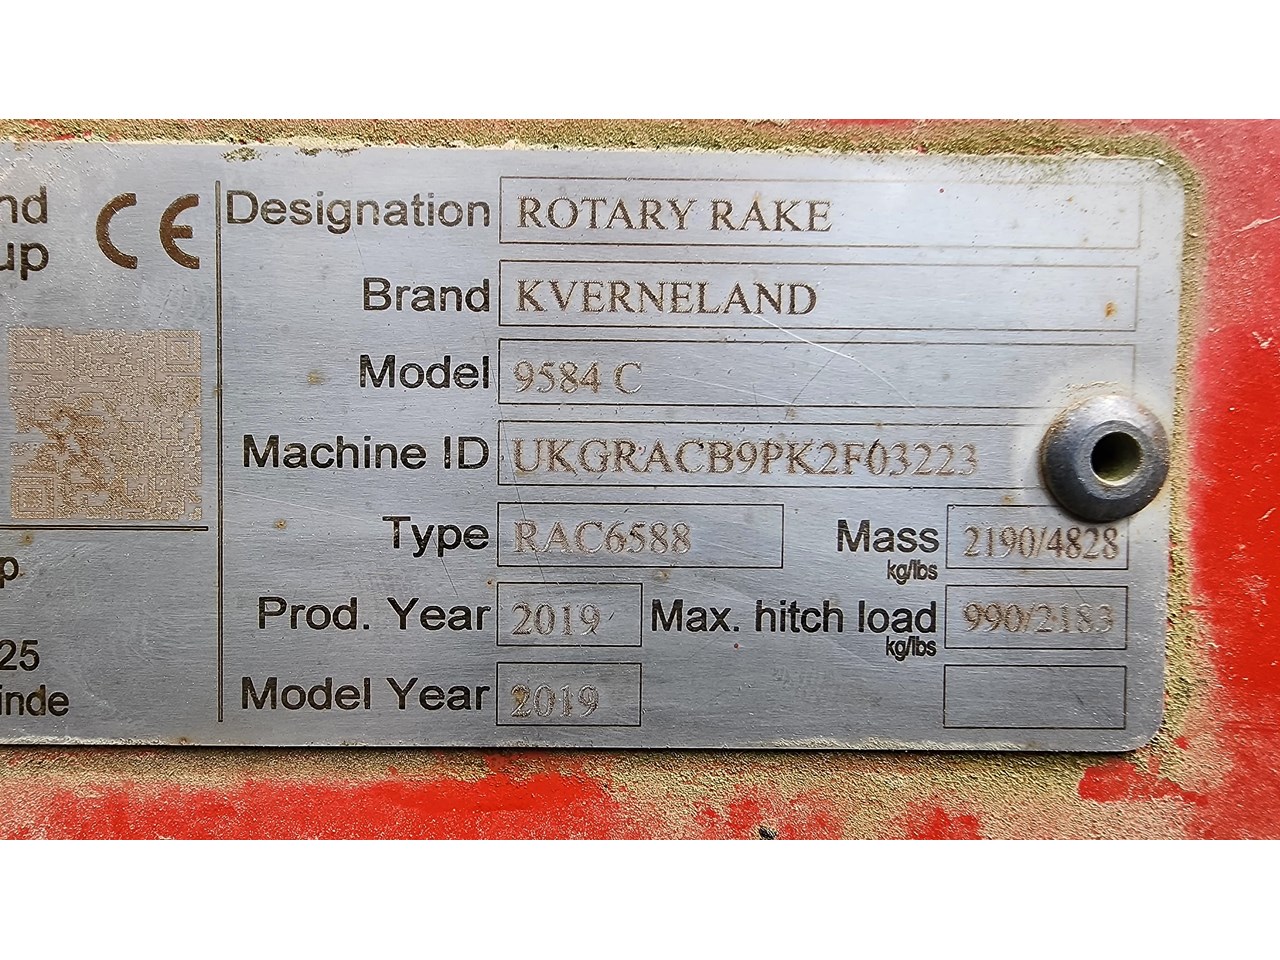 nd
up
CE
Designation ROTARY RAKE
Brand KVERNELAND
Model 9584 C
Machine ID UKGRACB9PK2F03223
Type RAC6588 Mass kg/lbs 2190/4828
Prod. Year 2019 Max. hitch load kg/lbs 990/2183
Model Year 2019
p
25
inde